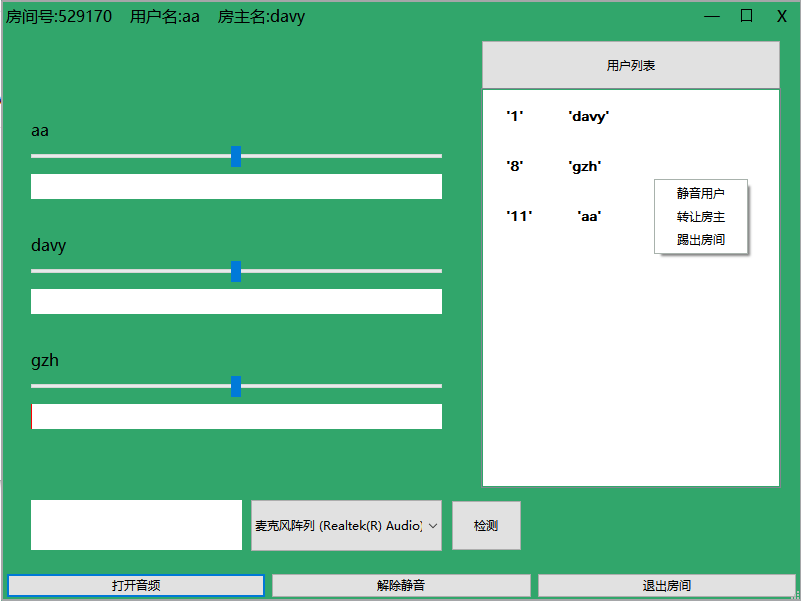 房间号:529170 用户名:aa 房主名:davy — □ X
用户列表
'1' 'davy'
'8' 'gzh'
'11' 'aa'
静音用户
转让房主
踢出房间
aa
davy
gzh
麦克风阵列 (Realtek(R) Audio)
检测
打开音频 解除静音 退出房间